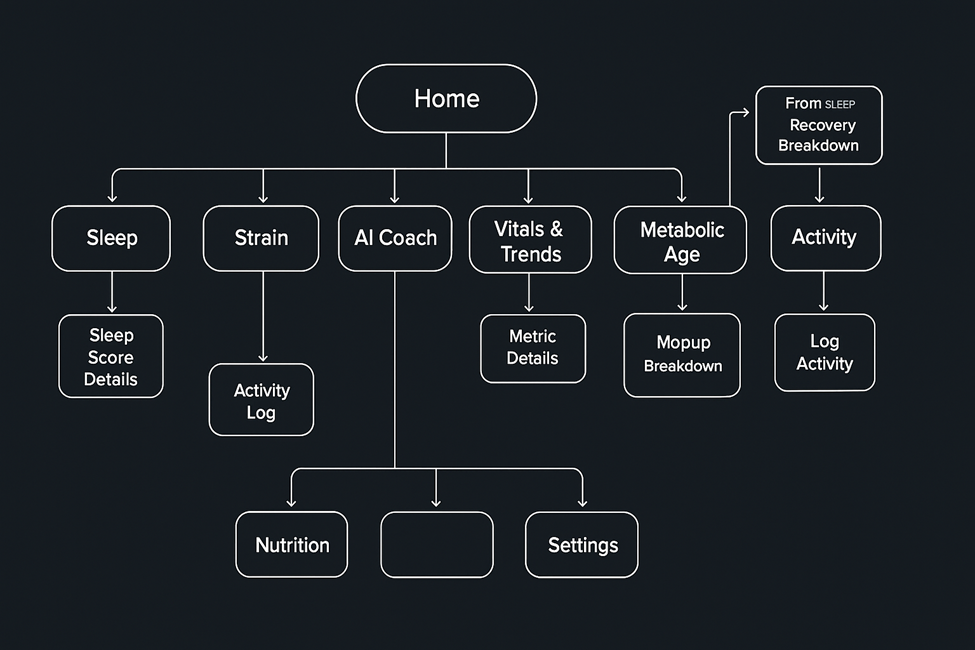 Home
From SLEEP
Recovery
Breakdown
Sleep
Strain
AI Coach
Vitals &
Trends
Metabolic
Age
Activity
Sleep
Score
Details
Activity
Log
Metric
Details
Mopup
Breakdown
Log
Activity
Nutrition
Settings